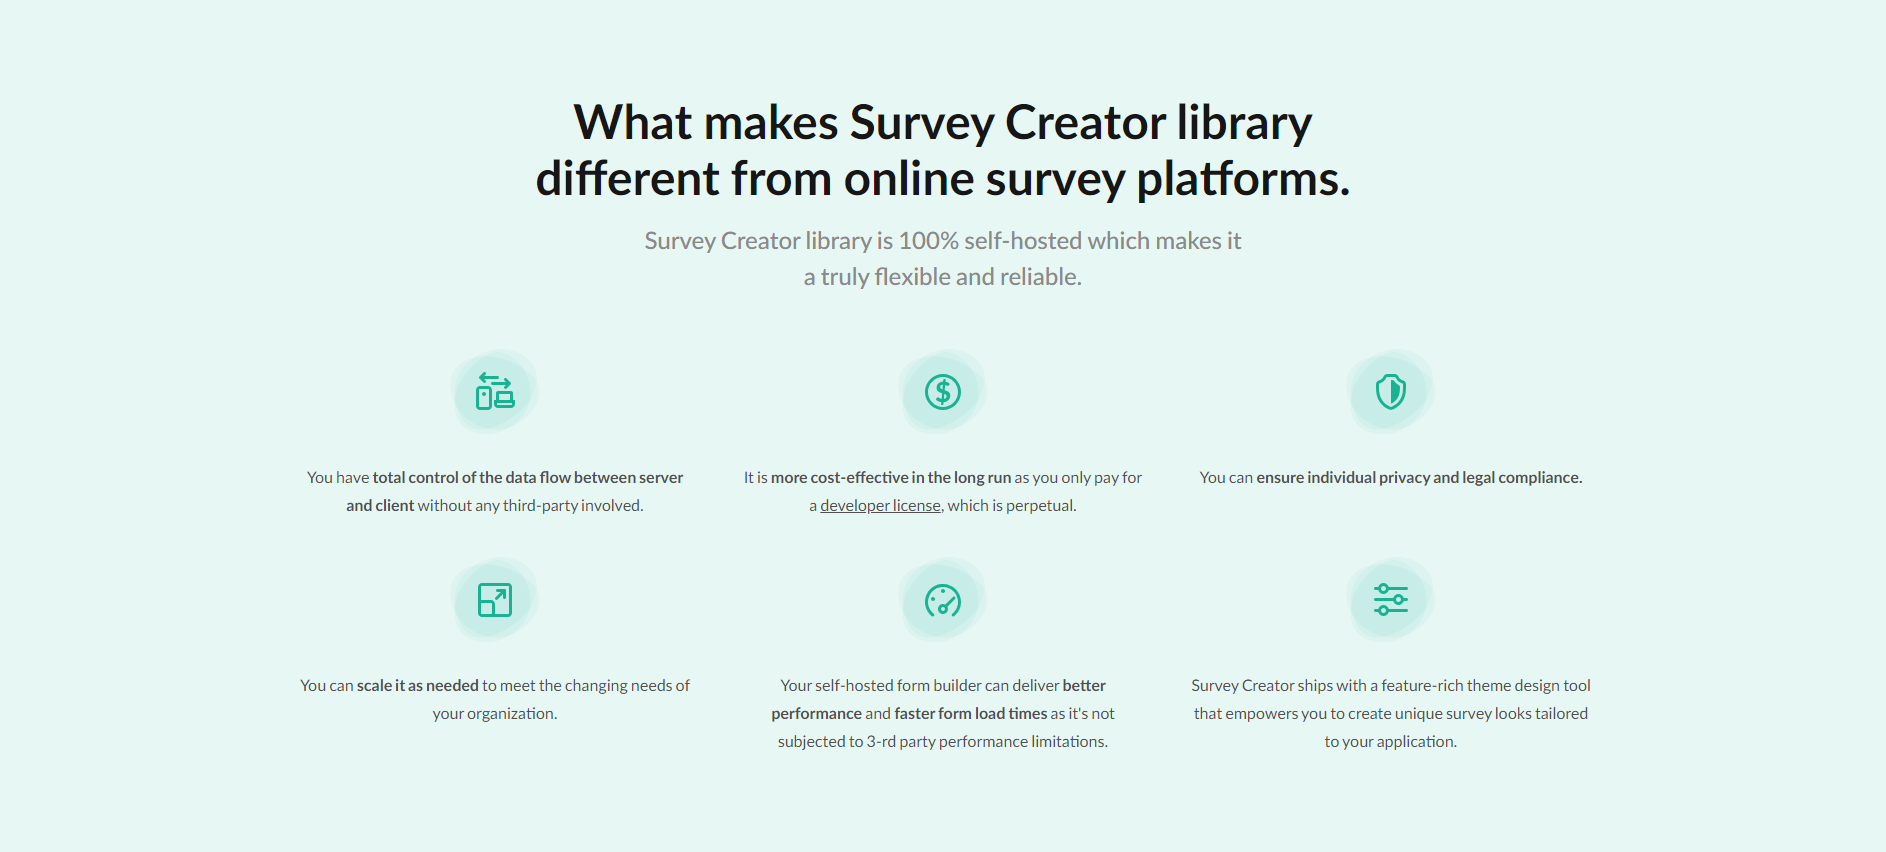 What makes Survey Creator library
different from online survey platforms.
Survey Creator library is 100% self-hosted which makes it
a truly flexible and reliable.
You have total control of the data flow between server
and client without any third-party involved.
It is more cost-effective in the long run as you only pay for
a developer license, which is perpetual.
You can ensure individual privacy and legal compliance.
You can scale it as needed to meet the changing needs of
your organization.
Your self-hosted form builder can deliver better
performance and faster form load times as it's not
subjected to 3-rd party performance limitations.
Survey Creator ships with a feature-rich theme design tool
that empowers you to create unique survey looks tailored
to your application.